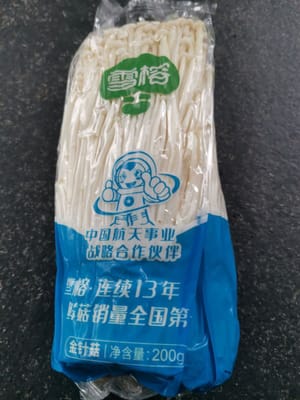 雪榕
中国航天事业
战略合作伙伴
雪榕·连续13年
销量全国第
金针菇 净含量:200g